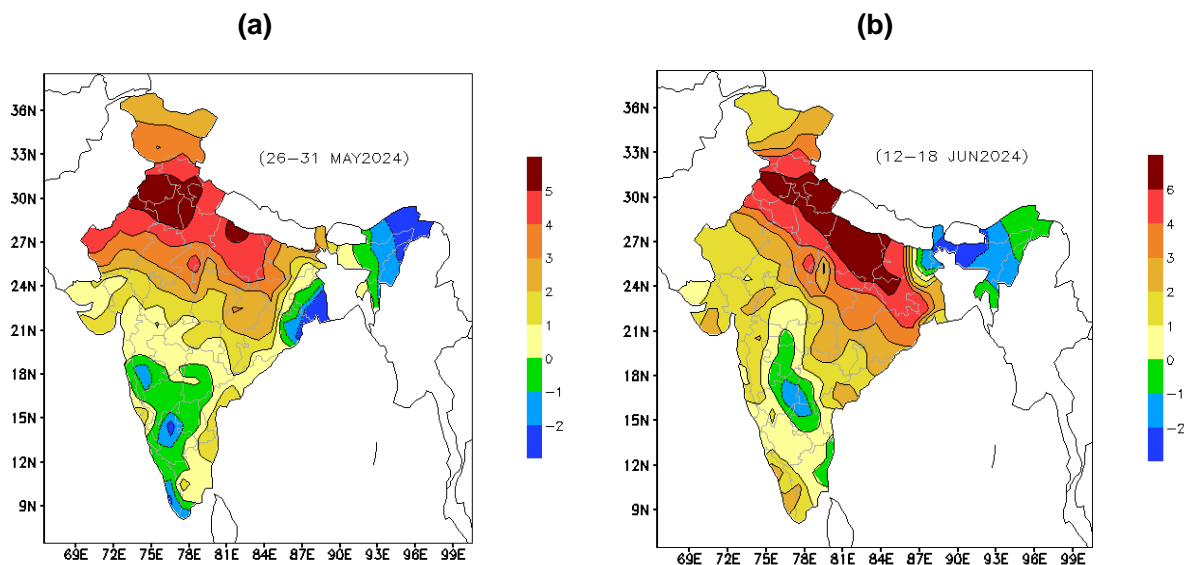 (a)
36N
33N
30N
27N
24N
21N
18N
15N
12N
9N
69E 72E 75E 78E 81E 84E 87E 90E 93E 96E 99E
(26–31 MAY2024)
5
4
3
2
1
0
−1
−2
(b)
36N
33N
30N
27N
24N
21N
18N
15N
12N
9N
69E 72E 75E 78E 81E 84E 87E 90E 93E 96E 99E
(12–18 JUN2024)
6
5
4
2
1
0
−1
−2